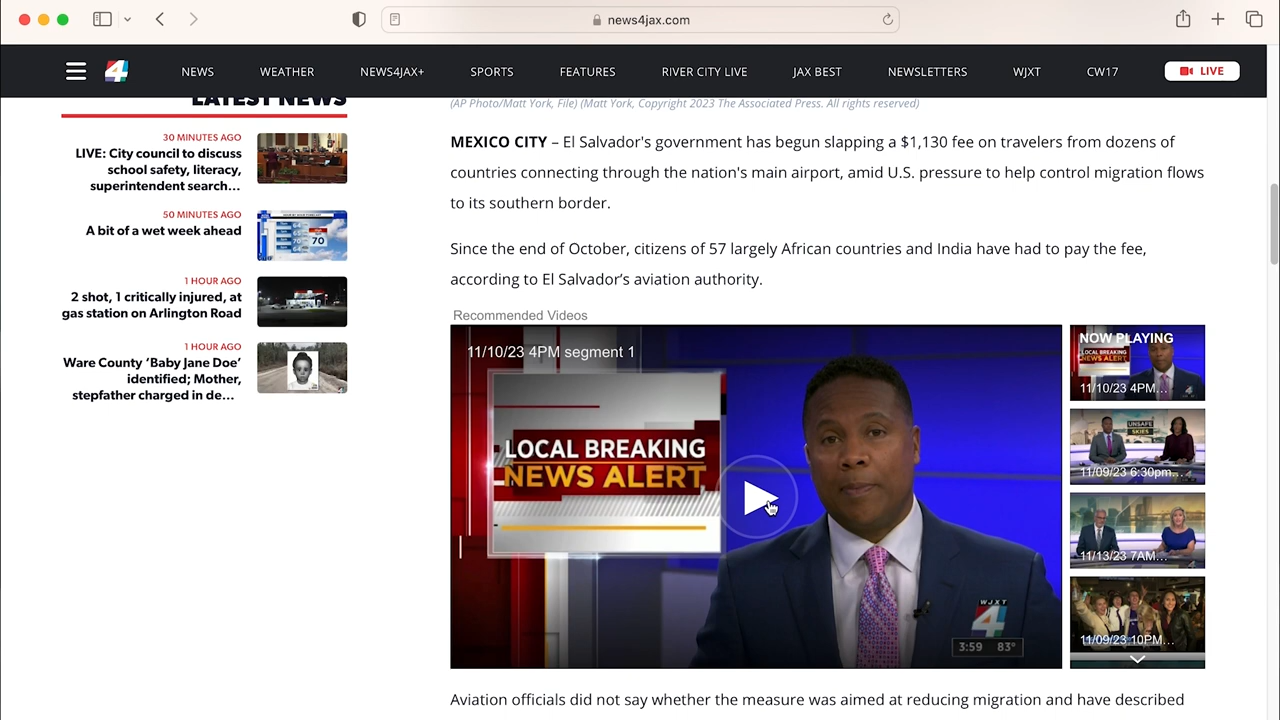 news4jax.com
4
NEWS
WEATHER
NEWS4JAX+
SPORTS
FEATURES
RIVER CITY LIVE
JAX BEST
NEWSLETTERS
WJXT
CW17
LIVE
LATEST NEWS
30 MINUTES AGO
LIVE: City council to discuss
school safety, literacy,
superintendent search...
50 MINUTES AGO
A bit of a wet week ahead
70
1 HOUR AGO
2 shot, 1 critically injured, at
gas station on Arlington Road
1 HOUR AGO
Ware County ‘Baby Jane Doe’
identified; Mother,
stepfather charged in de...
(AP Photo/Matt York, File) (Matt York, Copyright 2023 The Associated Press. All rights reserved)
MEXICO CITY – El Salvador's government has begun slapping a $1,130 fee on travelers from dozens of
countries connecting through the nation's main airport, amid U.S. pressure to help control migration flows
to its southern border.
Since the end of October, citizens of 57 largely African countries and India have had to pay the fee,
according to El Salvador’s aviation authority.
Recommended Videos
11/10/23 4PM segment 1
LOCAL BREAKING
NEWS ALERT
WJXT
4
3:59 83°
NOW PLAYING
LOCAL BREAKING
NEWS ALERT
11/10/23 4PM...
UNSAFE
SKIES
11/09/23 6:30pm...
11/13/23 7AM...
11/09/23 10PM...
Aviation officials did not say whether the measure was aimed at reducing migration and have described